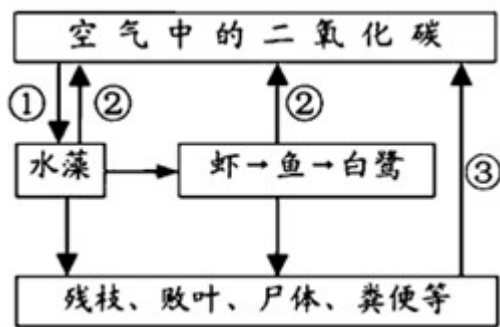 空气中的二氧化碳
① ② ②
水藻 虾→鱼→白鹭 ③
残枝、败叶、尸体、粪便等